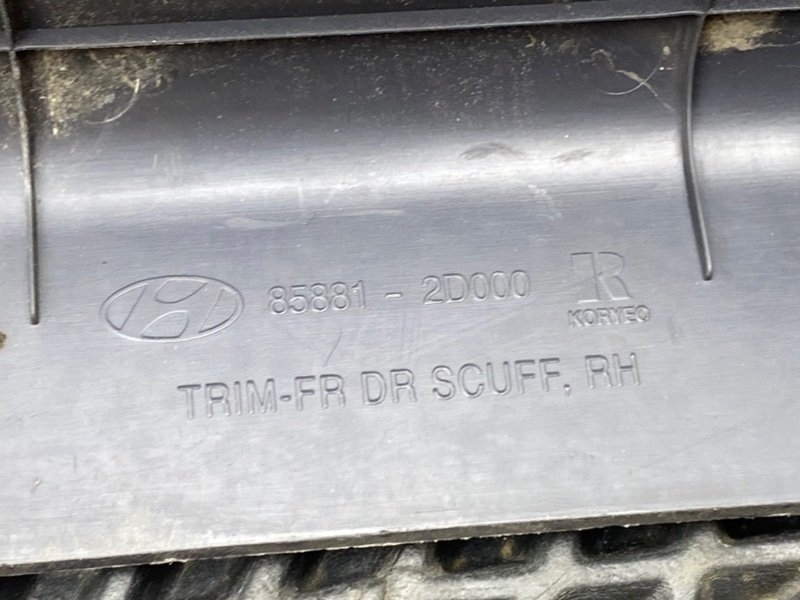 85881 - 2D000
KORYEO
TRIM-FR DR SCUFF, RH